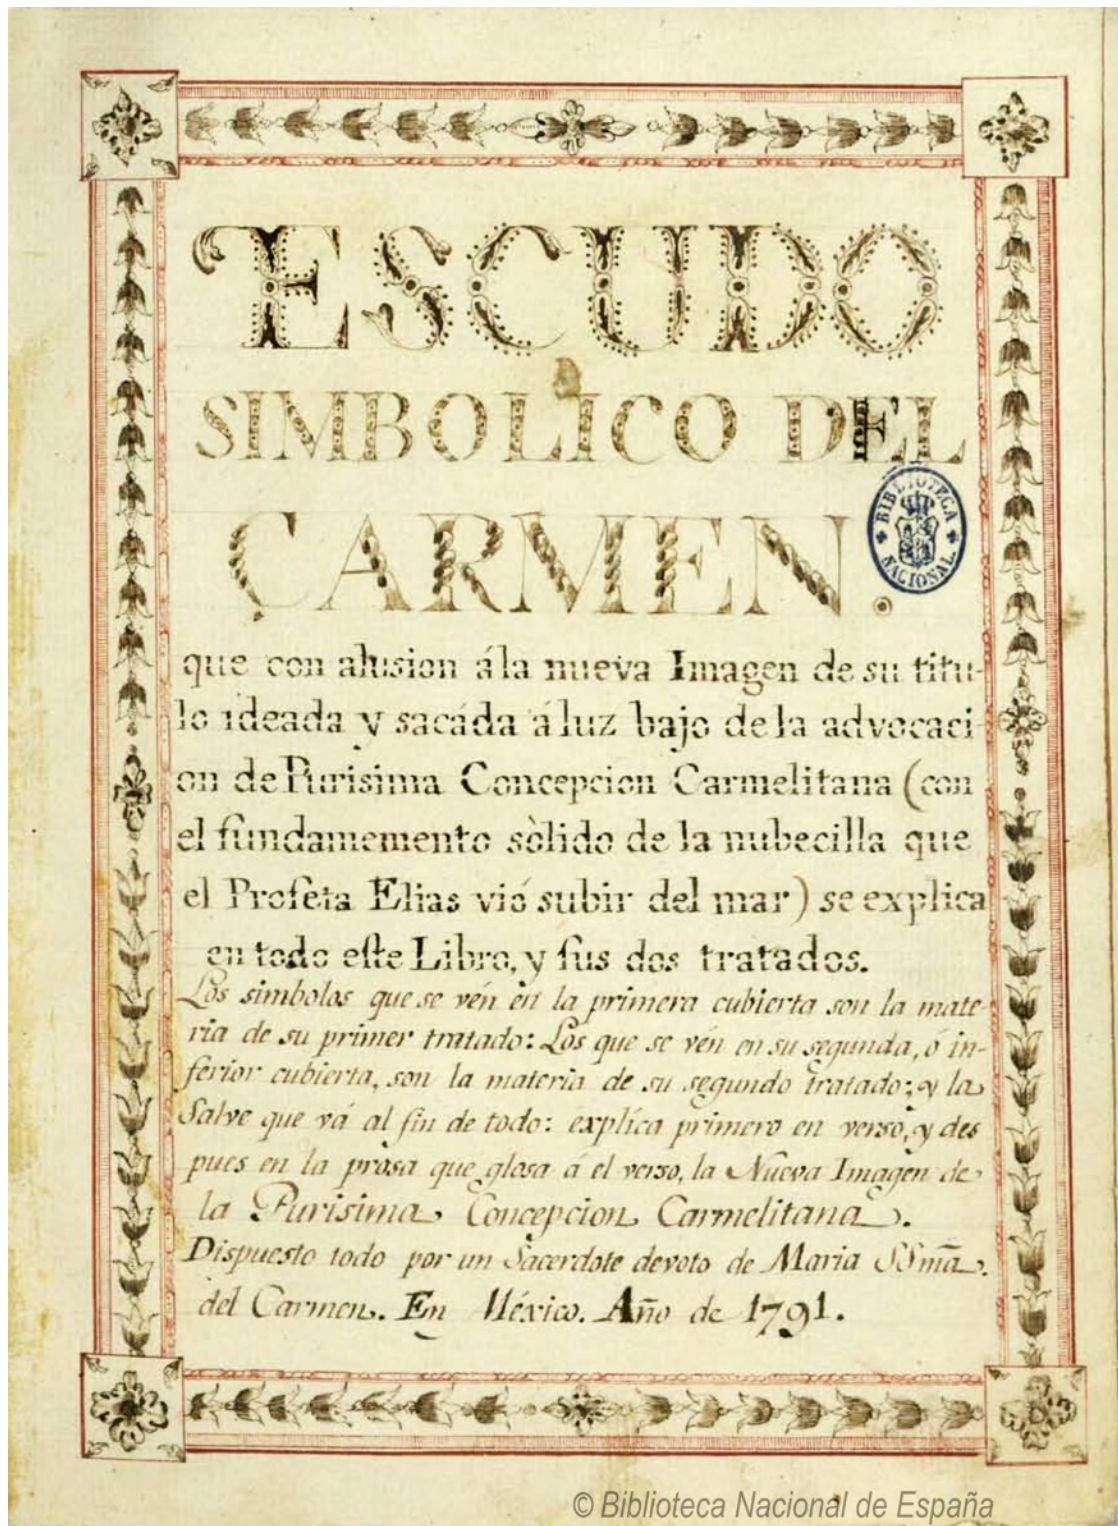 ESCUDO
SIMBOLICO DEL
CARMEN.
BIBLIOTECA NACIONAL
que con alusion ála nueva Imagen de su titu-
lo ideada y sacáda áluz bajo de la advocaci
on de Purisima Concepcion Carmelitana (con
el fundamemento sòlido de la nubecilla que
el Profeta Elias vió subir del mar) se explica
en todo eſte Libro, y ſus dos tratados.
Los simbolos que se vén en la primera cubierta son la mate-
ria de su primer tratado: Los que se vén en su segunda, ó in-
ferior cubierta, son la materia de su segundo tratado; y la
Salve que vá al fin de todo: explíca primero en verso, y des
pues en la prosa que glosa á el verso, la Nueva Imagen de
la Purisima Concepcion Carmelitana.
Dispuesto todo por un Sacerdote devoto de Maria SSmã.
del Carmen. En México. Año de 1791.
© Biblioteca Nacional de España